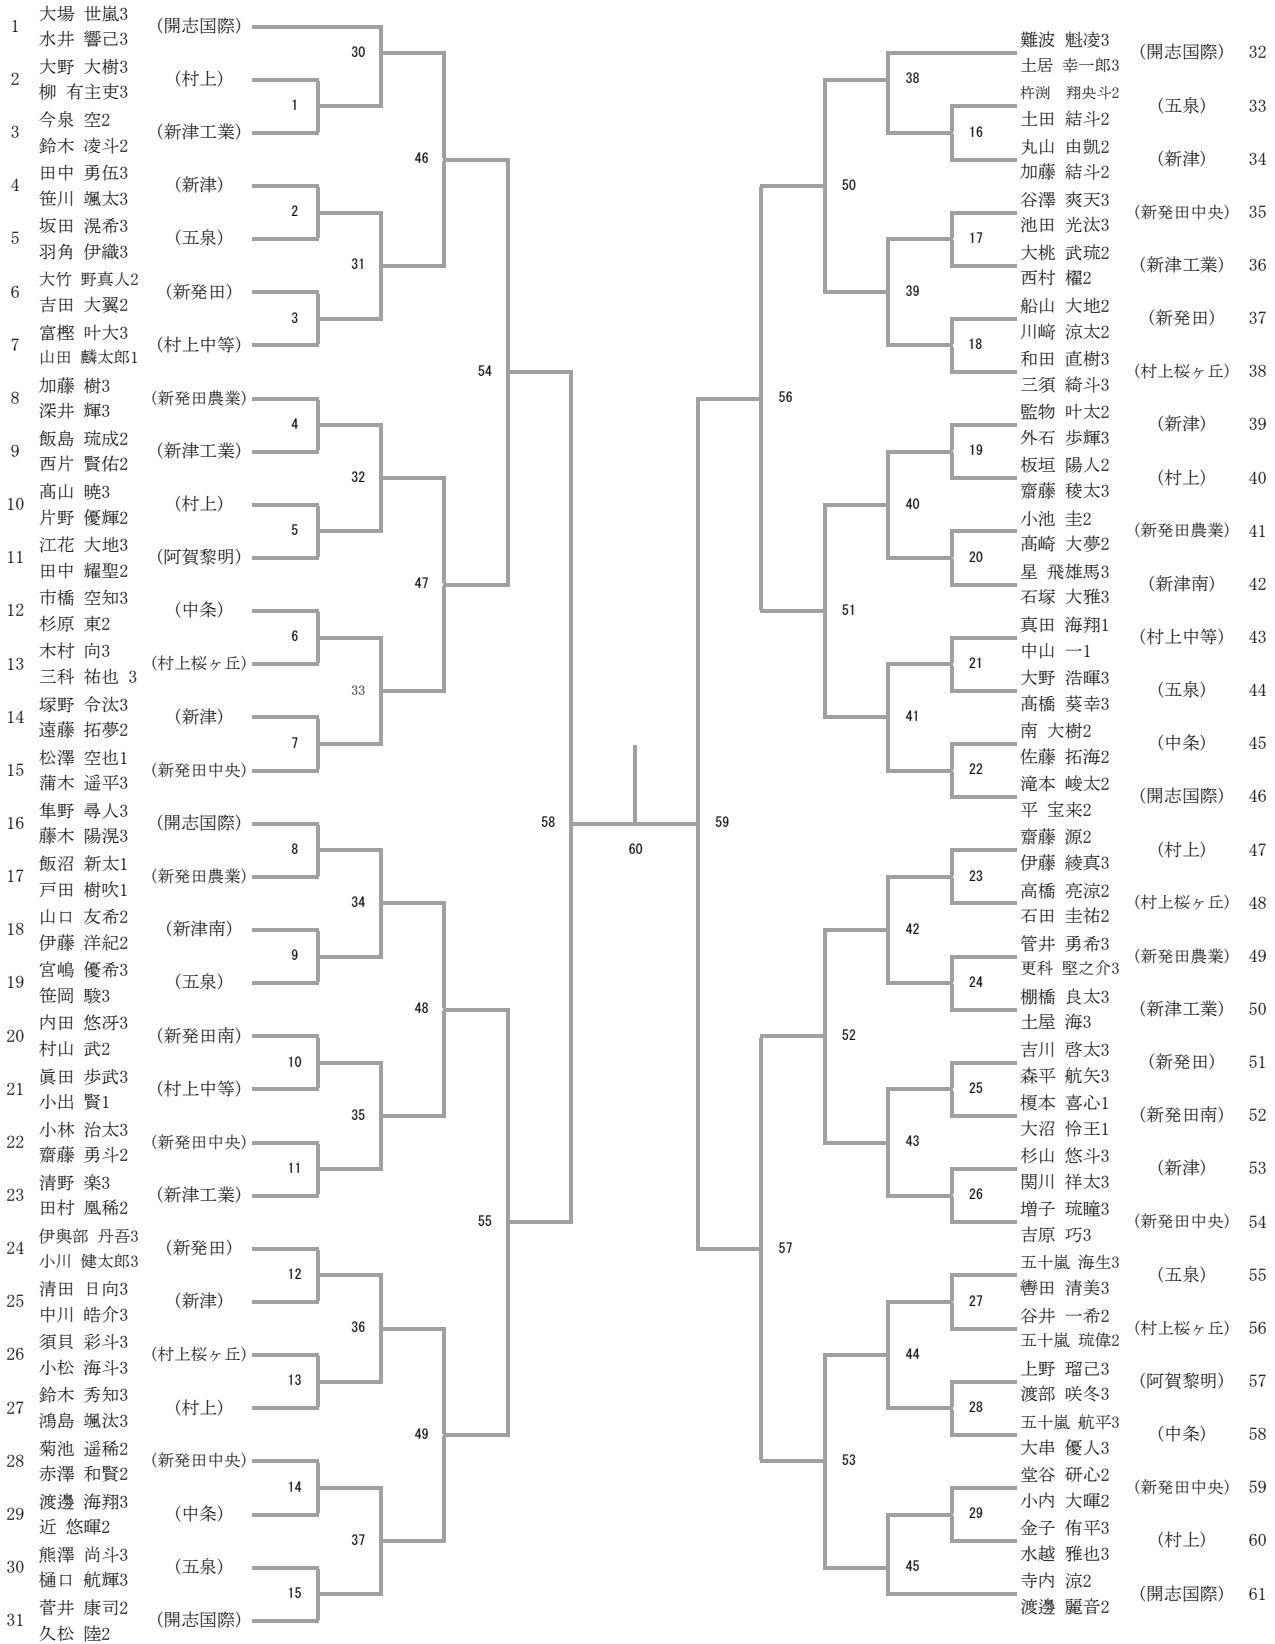 1 大場 世嵐3 (開志国際)
水井 響己3
2 大野 大樹3 (村上)
柳 有主吏3
3 今泉 空2 (新津工業)
鈴木 凌斗2
4 田中 勇伍3 (新津)
笹川 颯太3
5 坂田 滉希3 (五泉)
羽角 伊織3
6 大竹 野真人2 (新発田)
吉田 大翼2
7 富樫 叶大3 (村上中等)
山田 麟太郎1
8 加藤 樹3 (新発田農業)
深井 輝3
9 飯島 琉成2 (新津工業)
西片 賢佑2
10 髙山 暁3 (村上)
片野 優輝2
11 江花 大地3 (阿賀黎明)
田中 耀聖2
12 市橋 空知3 (中条)
杉原 東2
13 木村 向3 (村上桜ヶ丘)
三科 祐也 3
14 塚野 令汰3 (新津)
遠藤 拓夢2
15 松澤 空也1 (新発田中央)
蒲木 遥平3
16 隼野 尋人3 (開志国際)
藤木 陽滉3
17 飯沼 新太1 (新発田農業)
戸田 樹吹1
18 山口 友希2 (新津南)
伊藤 洋紀2
19 宮嶋 優希3 (五泉)
笹岡 駿3
20 内田 悠冴3 (新発田南)
村山 武2
21 眞田 歩武3 (村上中等)
小出 賢1
22 小林 治太3 (新発田中央)
齋藤 勇斗2
23 清野 楽3 (新津工業)
田村 凰稀2
24 伊與部 丹吾3 (新発田)
小川 健太郎3
25 清田 日向3 (新津)
中川 皓介3
26 須貝 彩斗3 (村上桜ヶ丘)
小松 海斗3
27 鈴木 秀知3 (村上)
鴻島 颯汰3
28 菊池 遥稀2 (新発田中央)
赤澤 和賢2
29 渡邊 海翔3 (中条)
近 悠暉2
30 熊澤 尚斗3 (五泉)
樋口 航輝3
31 菅井 康司2 (開志国際)
久松 陸2
1
2
3
4
5
6
7
8
9
10
11
12
13
14
15
30
31
32
33
34
35
36
37
46
47
48
49
54
55
58
60
59
56
57
50
51
52
53
38
39
40
41
42
43
44
45
16
17
18
19
20
21
22
23
24
25
26
27
28
29
難波 魁凌3 (開志国際) 32
土居 幸一郎3
杵渕 翔央斗2 (五泉) 33
土田 結斗2
丸山 由凱2 (新津) 34
加藤 結斗2
谷澤 爽天3 (新発田中央) 35
池田 光汰3
大桃 武琉2 (新津工業) 36
西村 櫂2
船山 大地2 (新発田) 37
川﨑 涼太2
和田 直樹3 (村上桜ヶ丘) 38
三須 綺斗3
監物 叶太2 (新津) 39
外石 歩輝3
板垣 陽人2 (村上) 40
齋藤 稜太3
小池 圭2 (新発田農業) 41
髙崎 大夢2
星 飛雄馬3 (新津南) 42
石塚 大雅3
真田 海翔1 (村上中等) 43
中山 一1
大野 浩暉3 (五泉) 44
髙橋 葵幸3
南 大樹2 (中条) 45
佐藤 拓海2
滝本 峻太2 (開志国際) 46
平 宝来2
齋藤 源2 (村上) 47
伊藤 綾真3
高橋 亮涼2 (村上桜ヶ丘) 48
石田 圭祐2
管井 勇希3 (新発田農業) 49
更科 堅之介3
棚橋 良太3 (新津工業) 50
土屋 海3
吉川 啓太3 (新発田) 51
森平 航矢3
榎本 喜心1 (新発田南) 52
大沼 怜王1
杉山 悠斗3 (新津) 53
関川 祥太3
増子 琉瞳3 (新発田中央) 54
吉原 巧3
五十嵐 海生3 (五泉) 55
轡田 清美3
谷井 一希2 (村上桜ヶ丘) 56
五十嵐 琉偉2
上野 瑠己3 (阿賀黎明) 57
渡部 咲冬3
五十嵐 航平3 (中条) 58
大串 優人3
堂谷 研心2 (新発田中央) 59
小内 大暉2
金子 侑平3 (村上) 60
水越 雅也3
寺内 涼2 (開志国際) 61
渡邊 麗音2